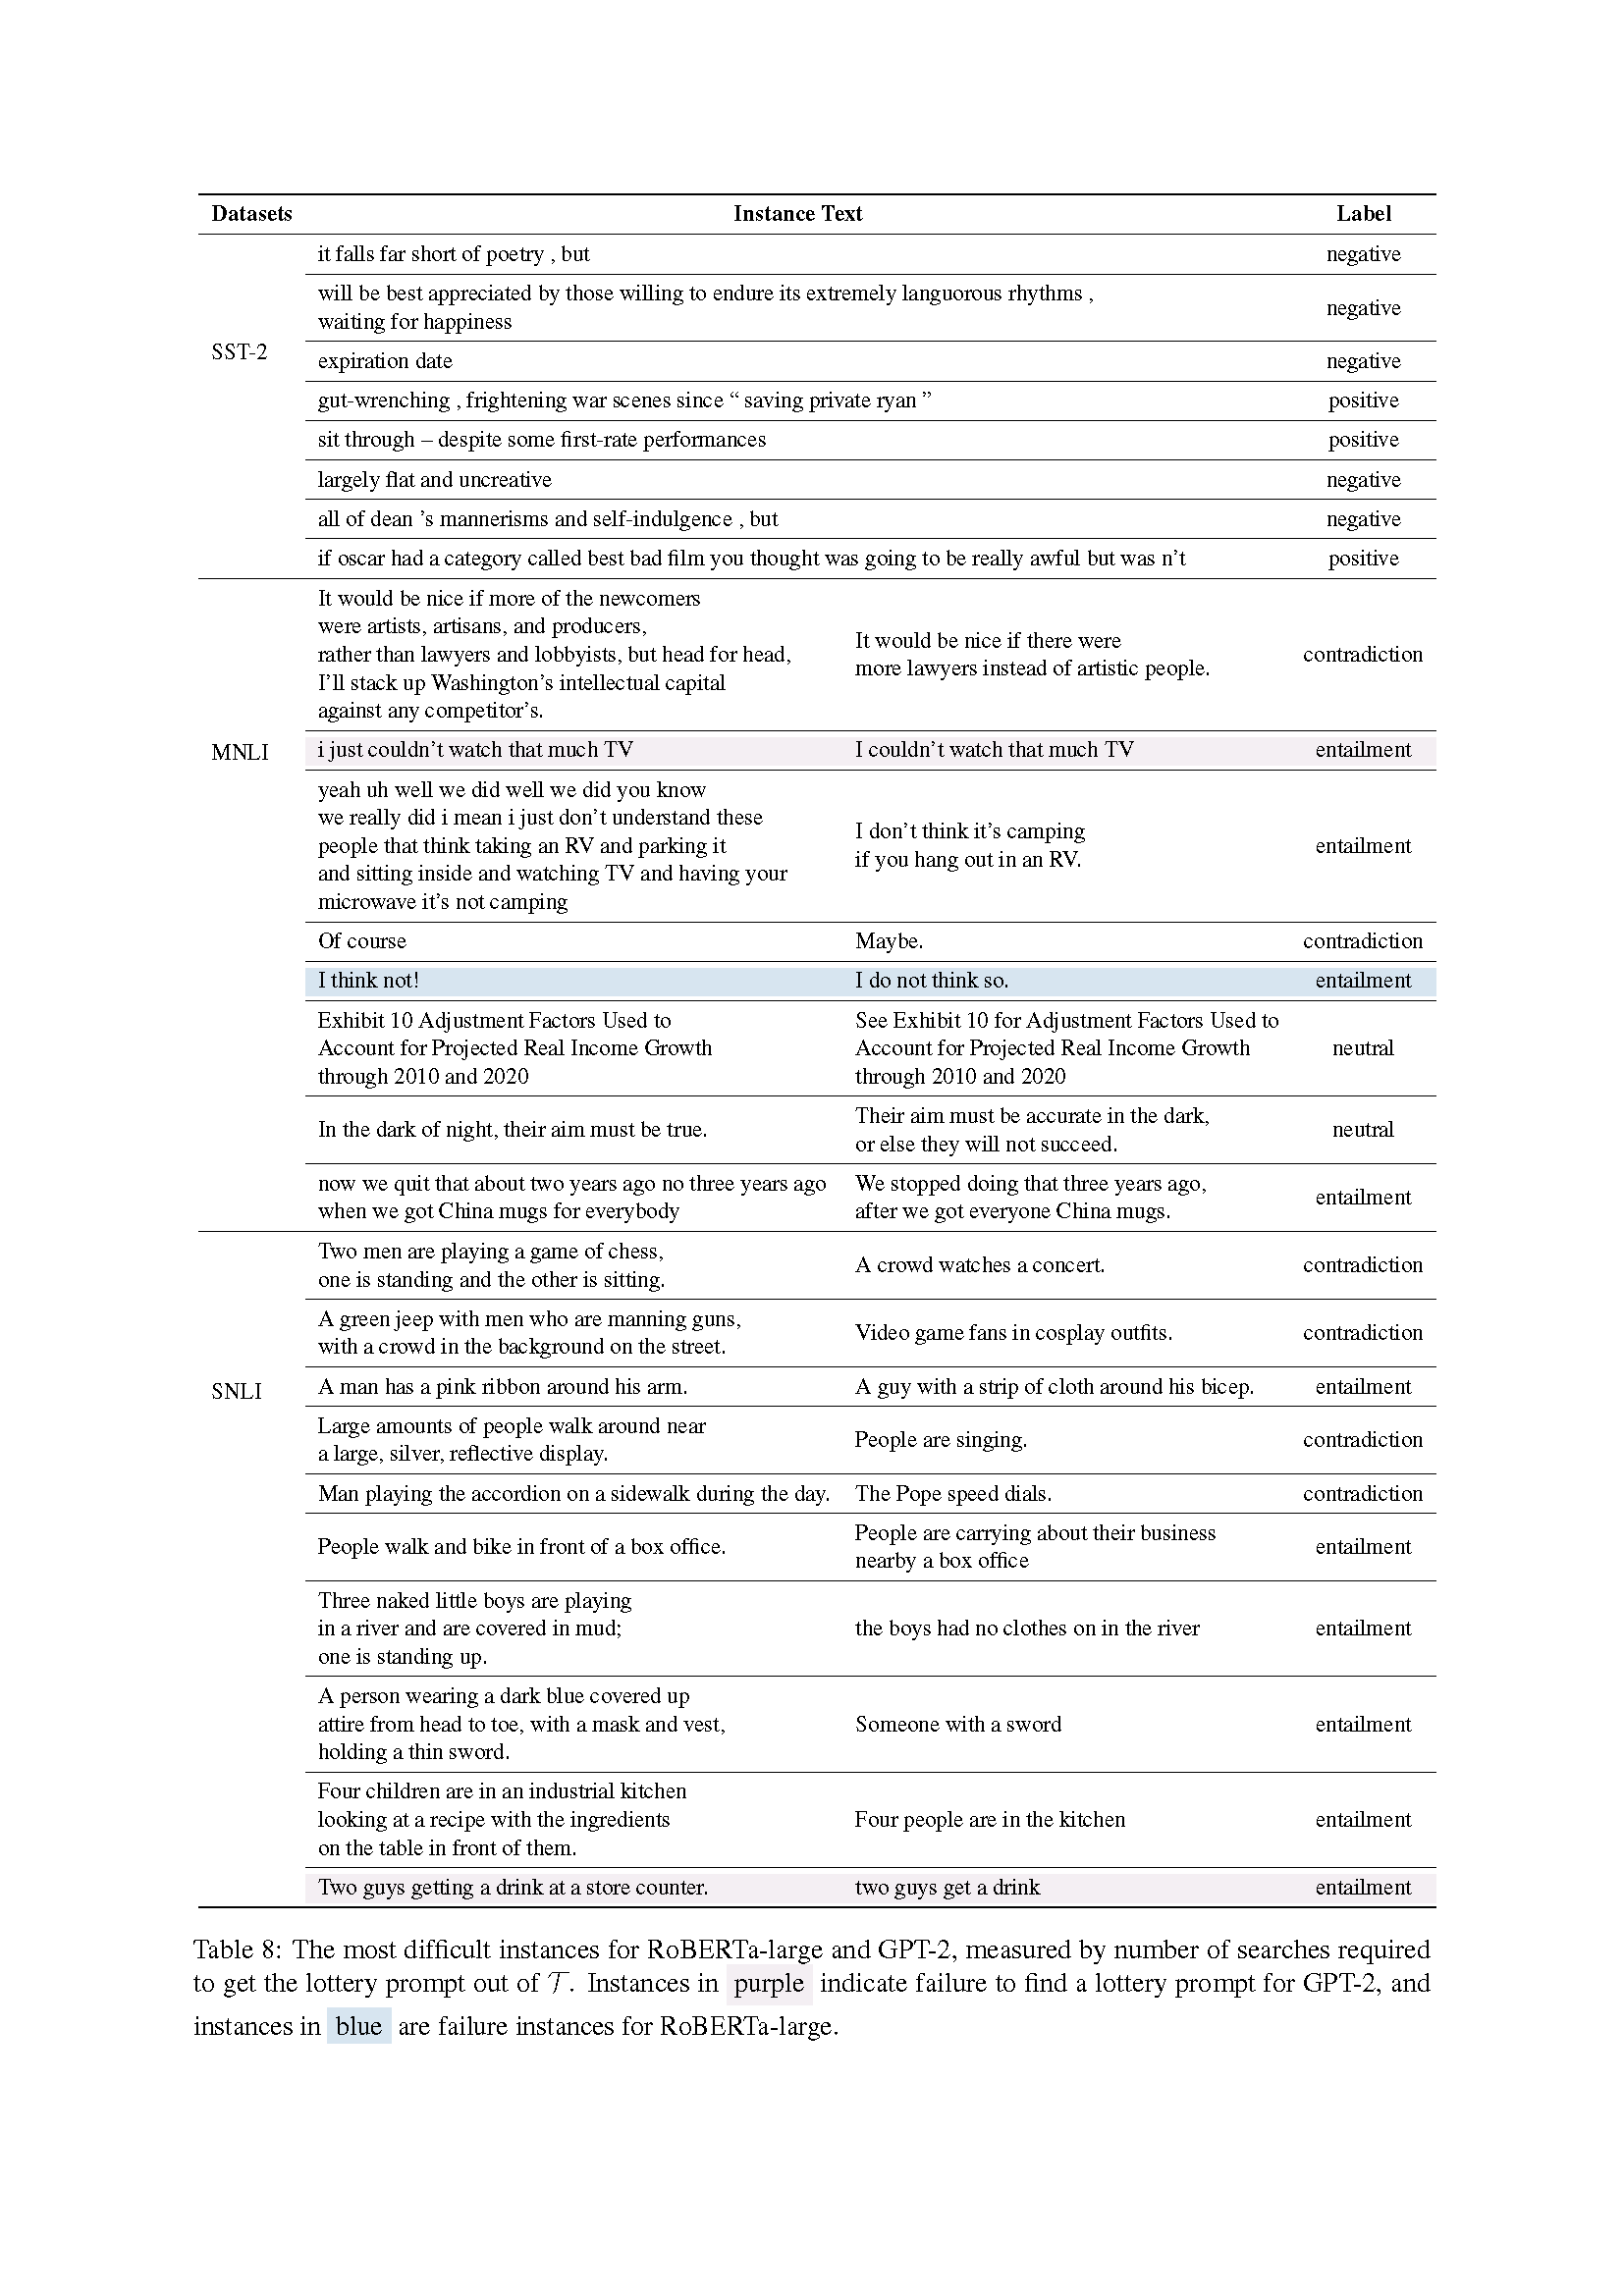 Datasets Instance Text Label
it falls far short of poetry , but negative
will be best appreciated by those willing to endure its extremely languorous rhythms ,
waiting for happiness
negative
SST-2
expiration date negative
gut-wrenching , frightening war scenes since “ saving private ryan ” positive
sit through – despite some first-rate performances positive
largely flat and uncreative negative
all of dean ’s mannerisms and self-indulgence , but negative
if oscar had a category called best bad film you thought was going to be really awful but was n’t positive
MNLI
It would be nice if more of the newcomers
were artists, artisans, and producers,
rather than lawyers and lobbyists, but head for head,
I’ll stack up Washington’s intellectual capital
against any competitor’s.
It would be nice if there were
more lawyers instead of artistic people.
contradiction
i just couldn’t watch that much TV I couldn’t watch that much TV entailment
yeah uh well we did well we did you know
we really did i mean i just don’t understand these
people that think taking an RV and parking it
and sitting inside and watching TV and having your
microwave it’s not camping
I don’t think it’s camping
if you hang out in an RV.
entailment
Of course Maybe. contradiction
I think not! I do not think so. entailment
Exhibit 10 Adjustment Factors Used to
Account for Projected Real Income Growth
through 2010 and 2020
See Exhibit 10 for Adjustment Factors Used to
Account for Projected Real Income Growth
through 2010 and 2020
neutral
In the dark of night, their aim must be true.
Their aim must be accurate in the dark,
or else they will not succeed.
neutral
now we quit that about two years ago no three years ago
when we got China mugs for everybody
We stopped doing that three years ago,
after we got everyone China mugs.
entailment
SNLI
Two men are playing a game of chess,
one is standing and the other is sitting.
A crowd watches a concert.
contradiction
A green jeep with men who are manning guns,
with a crowd in the background on the street.
Video game fans in cosplay outfits.
contradiction
A man has a pink ribbon around his arm. A guy with a strip of cloth around his bicep. entailment
Large amounts of people walk around near
a large, silver, reflective display.
People are singing.
contradiction
Man playing the accordion on a sidewalk during the day. The Pope speed dials. contradiction
People walk and bike in front of a box office.
People are carrying about their business
nearby a box office
entailment
Three naked little boys are playing
in a river and are covered in mud;
one is standing up.
the boys had no clothes on in the river
entailment
A person wearing a dark blue covered up
attire from head to toe, with a mask and vest,
holding a thin sword.
Someone with a sword
entailment
Four children are in an industrial kitchen
looking at a recipe with the ingredients
on the table in front of them.
Four people are in the kitchen
entailment
Two guys getting a drink at a store counter. two guys get a drink entailment
Table 8: The most difficult instances for RoBERTa-large and GPT-2, measured by number of searches required
to get the lottery prompt out of 𝒯. Instances in purple indicate failure to find a lottery prompt for GPT-2, and
instances in blue are failure instances for RoBERTa-large.